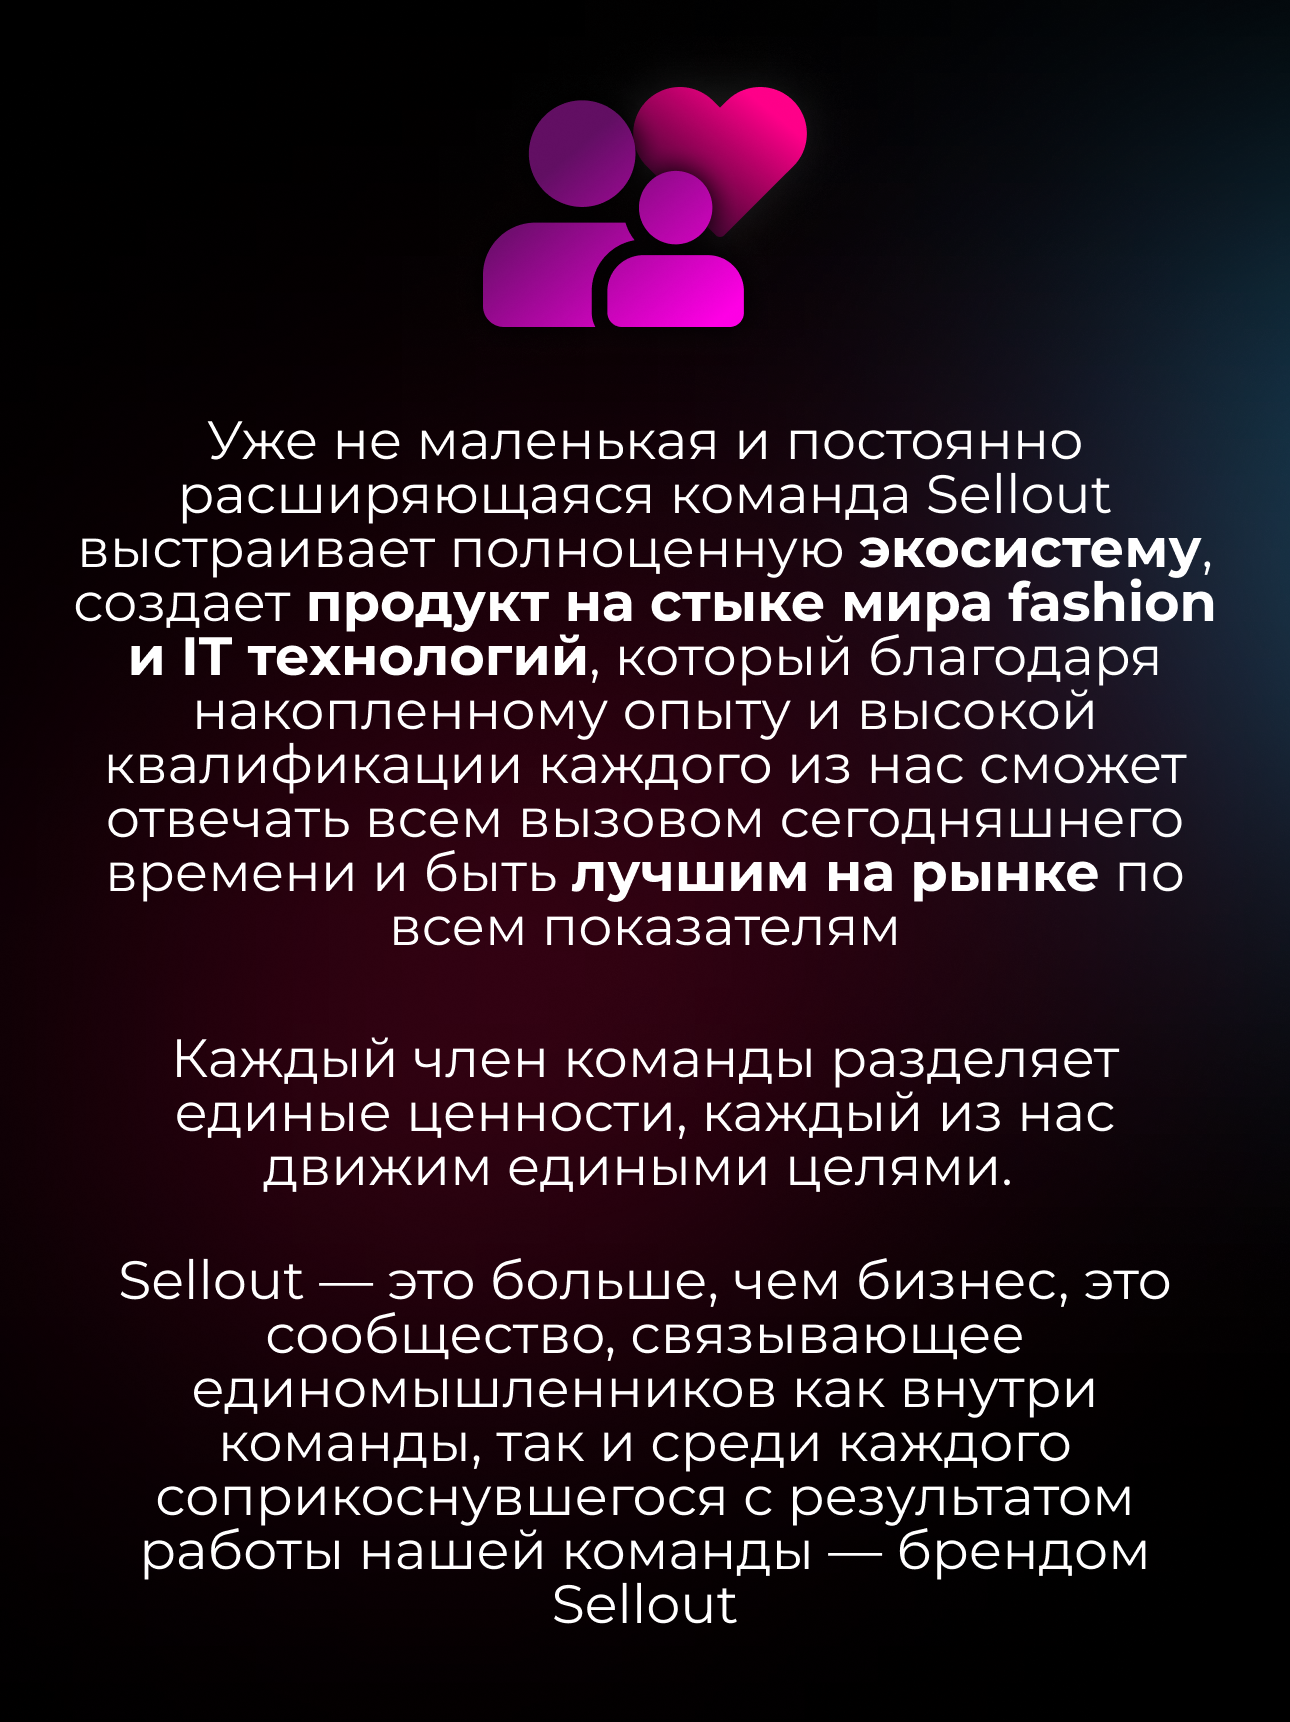 Уже не маленькая и постоянно
расширяющаяся команда Sellout
выстраивает полноценную экосистему,
создает продукт на стыке мира fashion
и IT технологий, который благодаря
накопленному опыту и высокой
квалификации каждого из нас сможет
отвечать всем вызовом сегодняшнего
времени и быть лучшим на рынке по
всем показателям
Каждый член команды разделяет
единые ценности, каждый из нас
движим едиными целями.
Sellout — это больше, чем бизнес, это
сообщество, связывающее
единомышленников как внутри
команды, так и среди каждого
соприкоснувшегося с результатом
работы нашей команды — брендом
Sellout